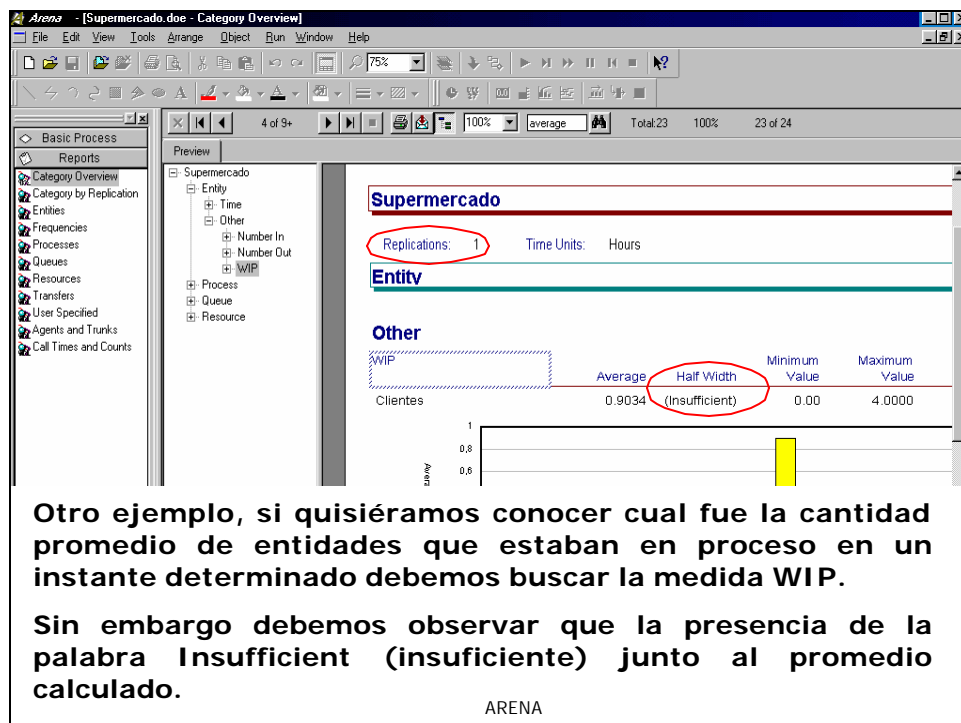 Arena - [Supermercado.doe - Category Overview]
File Edit View Tools Arrange Object Run Window Help
75%
4 of 9+ 100% average Total:23 100% 23 of 24
Basic Process
Reports
Category Overview
Category by Replication
Entities
Frequencies
Processes
Queues
Resources
Transfers
User Specified
Agents and Trunks
Call Times and Counts
Preview
Supermercado
Entity
Time
Other
Number In
Number Out
WIP
Process
Queue
Resource
Supermercado
Replications: 1 Time Units: Hours
Entity
Other
WIP
Average Half Width Minimum Value Maximum Value
Clientes 0.9034 (Insufficient) 0.00 4.0000
1
0,8
0,6
Otro ejemplo, si quisiéramos conocer cual fue la cantidad
promedio de entidades que estaban en proceso en un
instante determinado debemos buscar la medida WIP.
Sin embargo debemos observar que la presencia de la
palabra Insufficient (insuficiente) junto al promedio
calculado.
ARENA